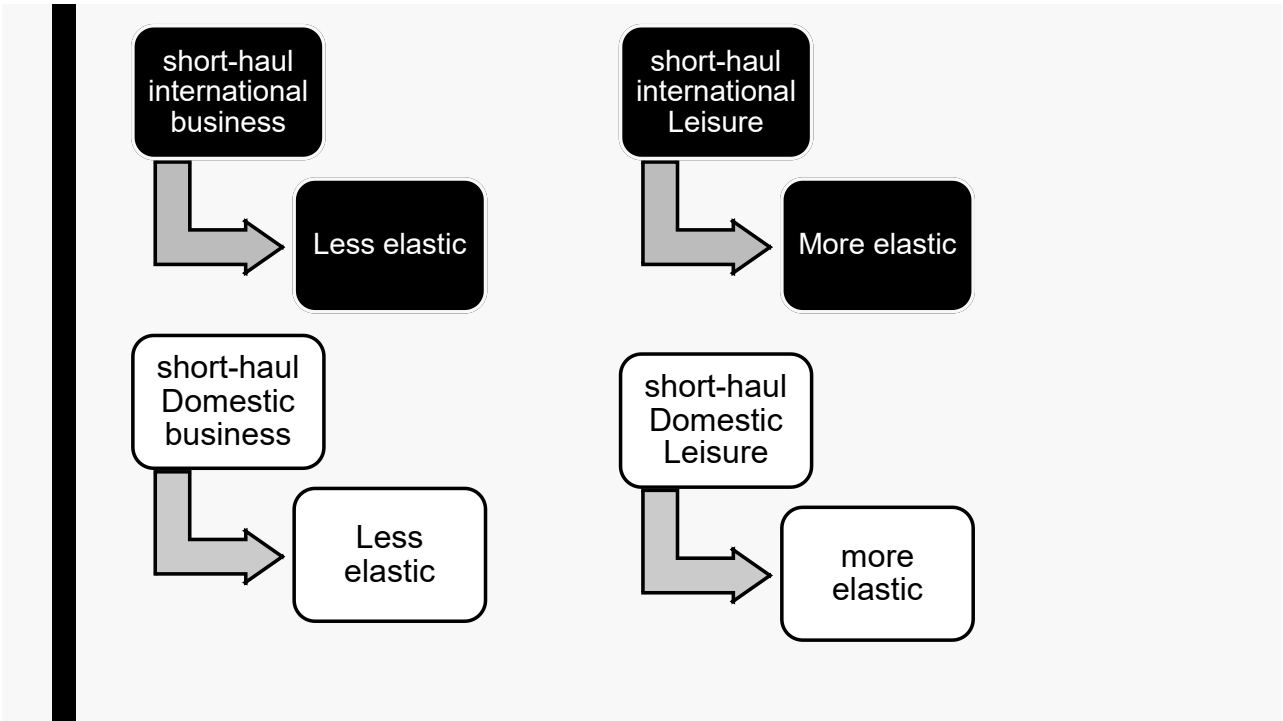 short-haul
international
business
Less elastic
short-haul
international
Leisure
More elastic
short-haul
Domestic
business
Less
elastic
short-haul
Domestic
Leisure
more
elastic